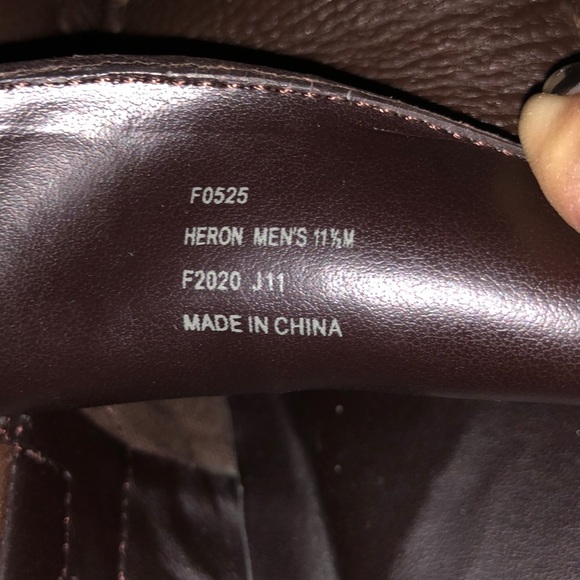 F0525
HERON MEN'S 11½M
F2020 J11
MADE IN CHINA